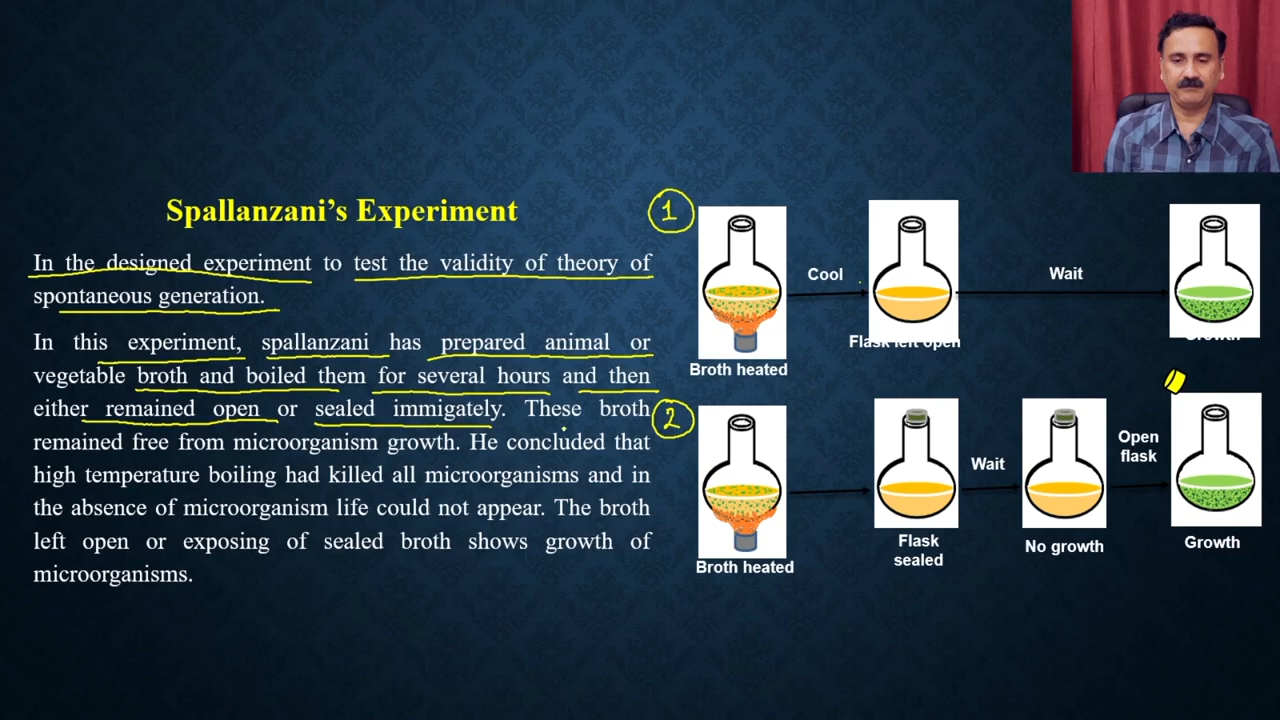 Spallanzani’s Experiment
In the designed experiment to test the validity of theory of
spontaneous generation.
In this experiment, spallanzani has prepared animal or
vegetable broth and boiled them for several hours and then
either remained open or sealed immigately. These broth
remained free from microorganism growth. He concluded that
high temperature boiling had killed all microorganisms and in
the absence of microorganism life could not appear. The broth
left open or exposing of sealed broth shows growth of
microorganisms.
1
Cool
Wait
Broth heated
Flask left open
Growth
2
Wait
Open
flask
Broth heated
Flask
sealed
No growth
Growth